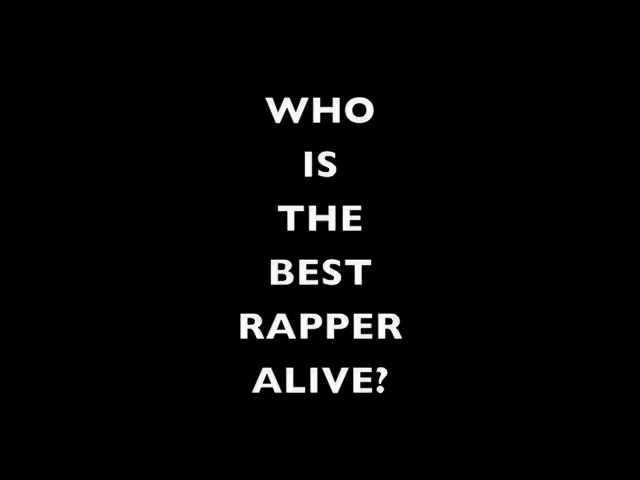 WHO
IS
THE
BEST
RAPPER
ALIVE?